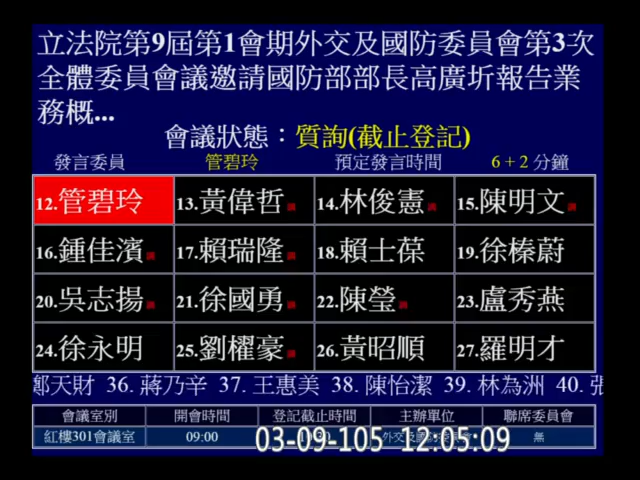 立法院第9屆第1會期外交及國防委員會第3次
全體委員會議邀請國防部部長高廣圻報告業
務概...
會議狀態：質詢(截止登記)
發言委員 管碧玲 預定發言時間 6 + 2 分鐘
12.管碧玲 13.黃偉哲 14.林俊憲 15.陳明文
16.鍾佳濱 17.賴瑞隆 18.賴士葆 19.徐榛蔚
20.吳志揚 21.徐國勇 22.陳瑩 23.盧秀燕
24.徐永明 25.劉櫂豪 26.黃昭順 27.羅明才
鄭天財 36. 蔣乃辛 37. 王惠美 38. 陳怡潔 39. 林為洲 40.
會議室別 開會時間 登記截止時間 主辦單位 聯席委員會
紅樓301會議室 09:00 無
03-09-105 12:05:09